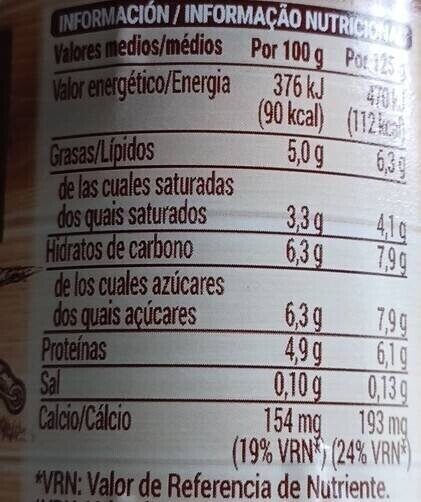 INFORMACIÓN / INFORMAÇÃO NUTRICIONAL
Valores medios/médios Por 100 g Por 125 g
Valor energético/Energia 376 kJ 470 kJ
(90 kcal) (112 kcal)
Grasas/Lípidos 5,0 g 6,3 g
de las cuales saturadas
dos quais saturados 3,3 g 4,1 g
Hidratos de carbono 6,3 g 7,9 g
de los cuales azúcares
dos quais açúcares 6,3 g 7,9 g
Proteínas 4,9 g 6,1 g
Sal 0,10 g 0,13 g
Calcio/Cálcio 154 mg 193 mg
(19% VRN*) (24% VRN*)
*VRN: Valor de Referencia de Nutriente.